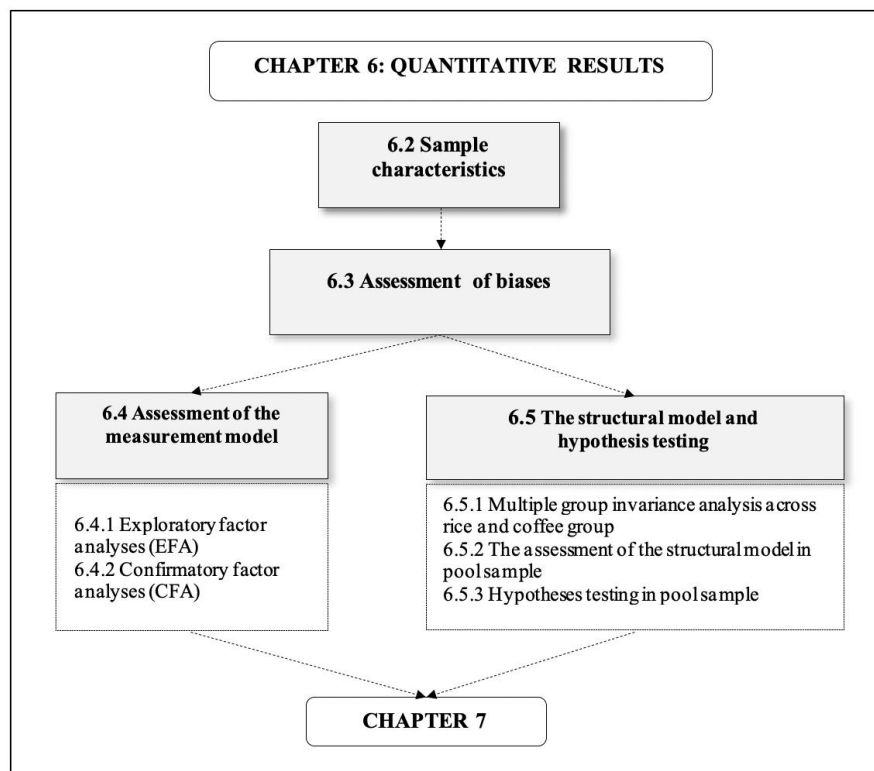 CHAPTER 6: QUANTITATIVE RESULTS
6.2 Sample
characteristics
6.3 Assessment of biases
6.4 Assessment of the
measurement model
6.4.1 Exploratory factor
analyses (EFA)
6.4.2 Confirmatory factor
analyses (CFA)
6.5 The structural model and
hypothesis testing
6.5.1 Multiple group invariance analysis across
rice and coffee group
6.5.2 The assessment of the structural model in
pool sample
6.5.3 Hypotheses testing in pool sample
CHAPTER 7